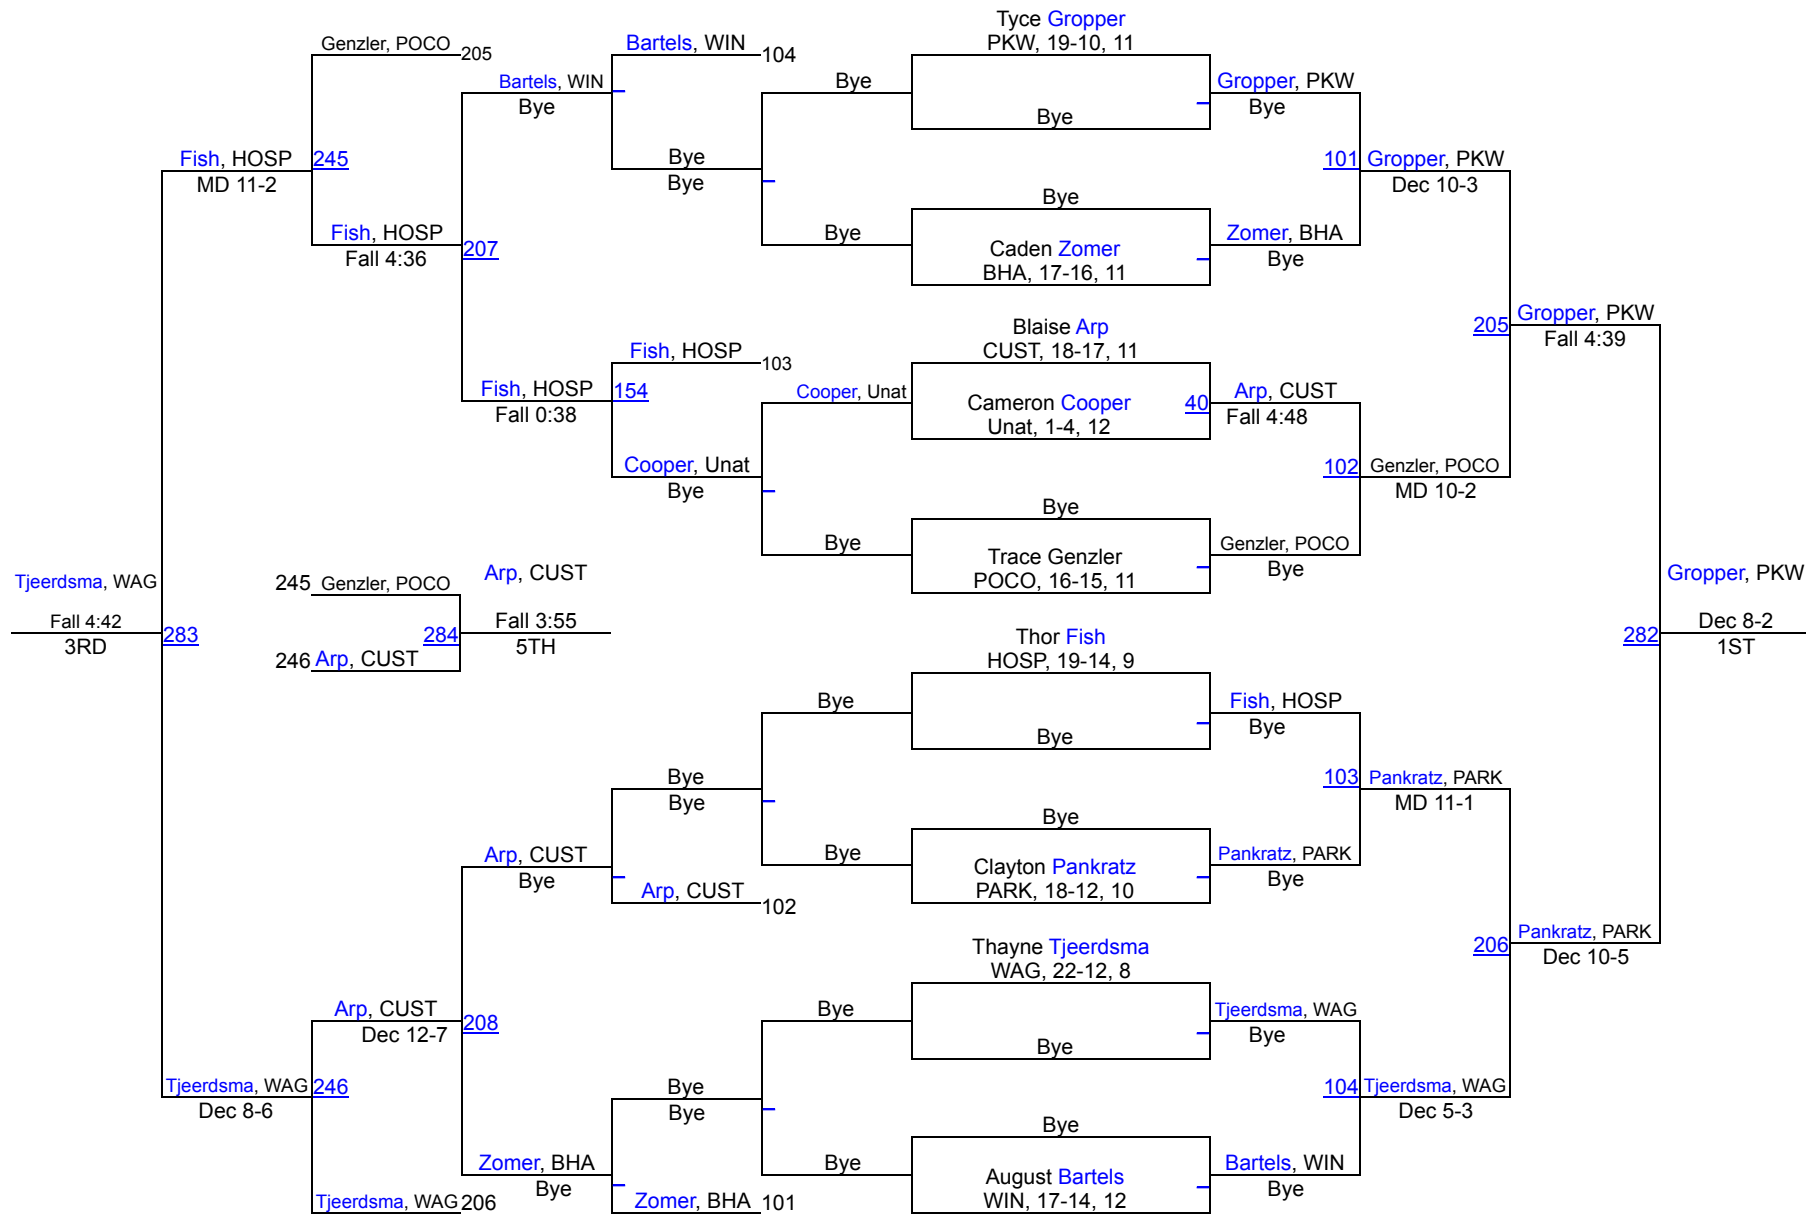 Tyce Gropper
PKW, 19-10, 11
Genzler, POCO
205
Bartels, WIN
104
Bartels, WIN
Bye
Bye
Bye
Gropper, PKW
Bye
Fish, HOSP
MD 11-2
245
Bye
Bye
101
Gropper, PKW
Dec 10-3
Fish, HOSP
Fall 4:36
207
Bye
Bye
Caden Zomer
BHA, 17-16, 11
Zomer, BHA
Bye
Blaise Arp
CUST, 18-17, 11
205
Gropper, PKW
Fall 4:39
Fish, HOSP
103
Fish, HOSP
Fall 0:38
154
Cooper, Unat
Cameron Cooper
Unat, 1-4, 12
40
Arp, CUST
Fall 4:48
Cooper, Unat
Bye
102
Genzler, POCO
MD 10-2
Bye
Bye
Trace Genzler
POCO, 16-15, 11
Genzler, POCO
Bye
Tjeerdsma, WAG
Fall 4:42
3RD
283
245
Genzler, POCO
246
Arp, CUST
284
Arp, CUST
Fall 3:55
5TH
Gropper, PKW
282
Dec 8-2
1ST
Thor Fish
HOSP, 19-14, 9
Bye
Bye
Fish, HOSP
Bye
Bye
Bye
103
Pankratz, PARK
MD 11-1
Arp, CUST
Bye
Bye
Bye
Clayton Pankratz
PARK, 18-12, 10
Pankratz, PARK
Bye
Arp, CUST
102
Thayne Tjeerdsma
WAG, 22-12, 8
206
Pankratz, PARK
Dec 10-5
Arp, CUST
Dec 12-7
208
Bye
Bye
Tjeerdsma, WAG
Bye
Tjeerdsma, WAG
Dec 8-6
246
Bye
Bye
104
Tjeerdsma, WAG
Dec 5-3
Bye
Zomer, BHA
Bye
Bye
August Bartels
WIN, 17-14, 12
Bartels, WIN
Bye
Tjeerdsma, WAG
206
Zomer, BHA
101